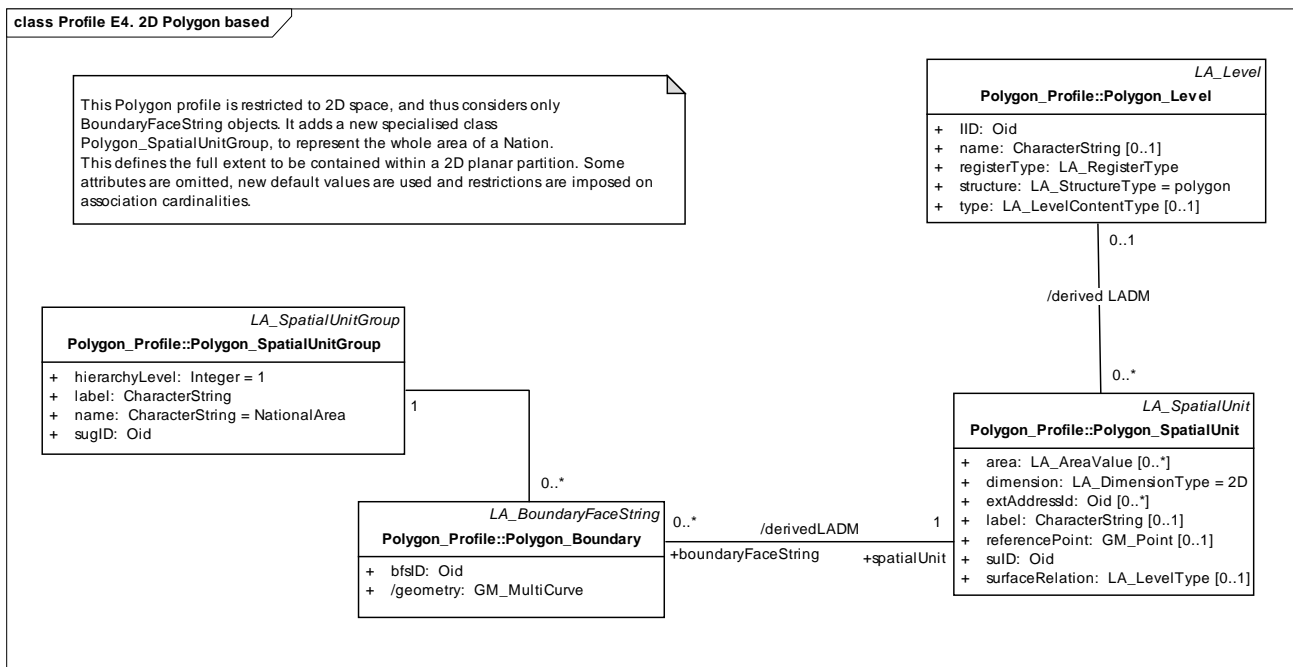 class Profile E4. 2D Polygon based
This Polygon profile is restricted to 2D space, and thus considers only
BoundaryFaceString objects. It adds a new specialised class
Polygon_SpatialUnitGroup, to represent the whole area of a Nation.
This defines the full extent to be contained within a 2D planar partition. Some
attributes are omitted, new default values are used and restrictions are imposed on
association cardinalities.
LA_Level
Polygon_Profile::Polygon_Level
+ lID: Oid
+ name: CharacterString [0..1]
+ registerType: LA_RegisterType
+ structure: LA_StructureType = polygon
+ type: LA_LevelContentType [0..1]
0..1
/derived LADM
0..*
LA_SpatialUnitGroup
Polygon_Profile::Polygon_SpatialUnitGroup
+ hierarchyLevel: Integer = 1
+ label: CharacterString
+ name: CharacterString = NationalArea
+ sugID: Oid
1
0..*
LA_BoundaryFaceString
Polygon_Profile::Polygon_Boundary
+ bfsID: Oid
+ /geometry: GM_MultiCurve
0..*
/derivedLADM
1
+boundaryFaceString
+spatialUnit
LA_SpatialUnit
Polygon_Profile::Polygon_SpatialUnit
+ area: LA_AreaValue [0..*]
+ dimension: LA_DimensionType = 2D
+ extAddressId: Oid [0..*]
+ label: CharacterString [0..1]
+ referencePoint: GM_Point [0..1]
+ suID: Oid
+ surfaceRelation: LA_LevelType [0..1]